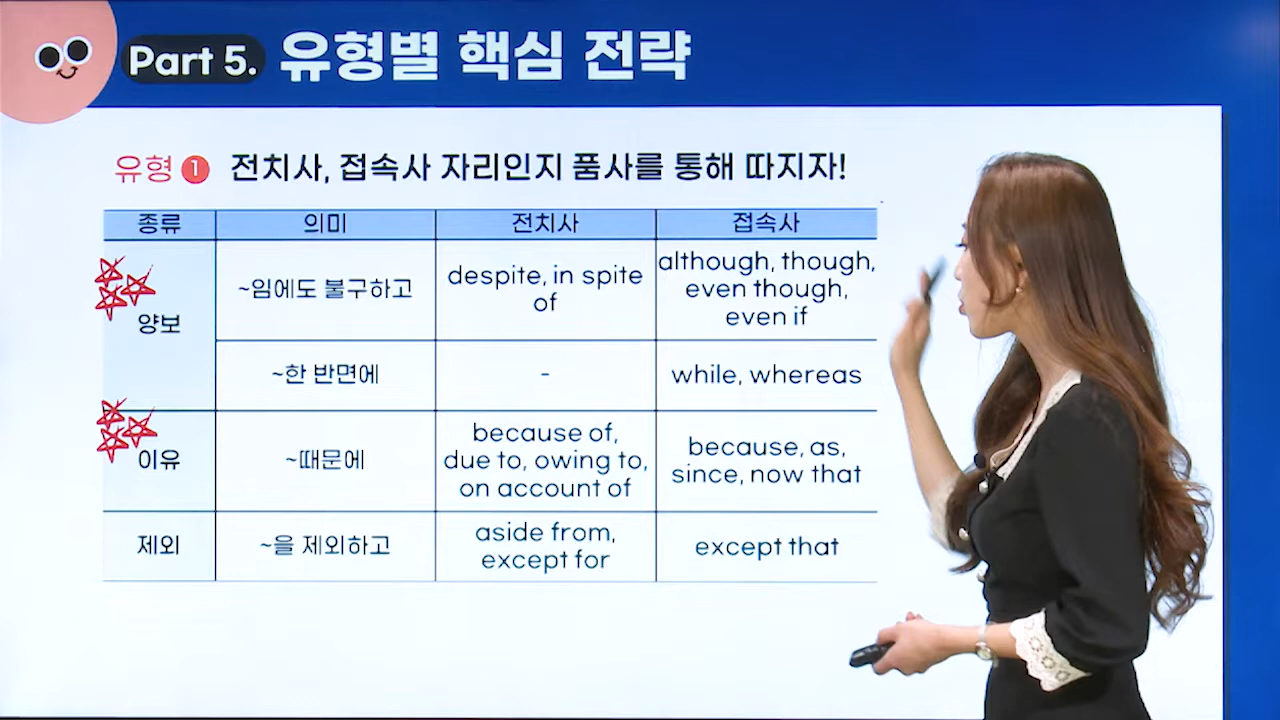 Part 5. 유형별 핵심 전략
유형 1 전치사, 접속사 자리인지 품사를 통해 따지자!
종류 의미 전치사 접속사
양보
~임에도 불구하고
despite, in spite
of
although, though,
even though,
even if
~한 반면에
-
while, whereas
이유
~때문에
because of,
due to, owing to,
on account of
because, as,
since, now that
제외
~을 제외하고
aside from,
except for
except that